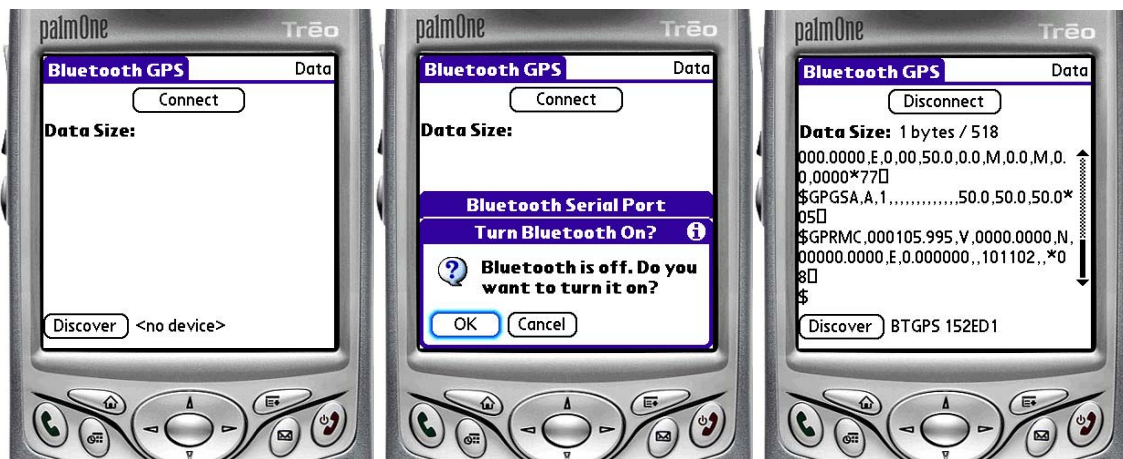 palmOne Trēo
Bluetooth GPS Data
Connect
Data Size:
Discover <no device>
palmOne Trēo
Bluetooth GPS Data
Connect
Data Size:
Bluetooth Serial Port
Turn Bluetooth On?
Bluetooth is off. Do you
want to turn it on?
OK Cancel
palmOne Trēo
Bluetooth GPS Data
Disconnect
Data Size: 1 bytes / 518
000.0000,E,0,00,50.0,0.0,M,0.0,M,0.
0,0000*77▯
$GPGSA,A,1,,,,,,,,,,,,,50.0,50.0,50.0*
05▯
$GPRMC,000105.995,V,0000.0000,N,
00000.0000,E,0.000000,,101102,,*0
8▯
$
Discover BTGPS 152ED1